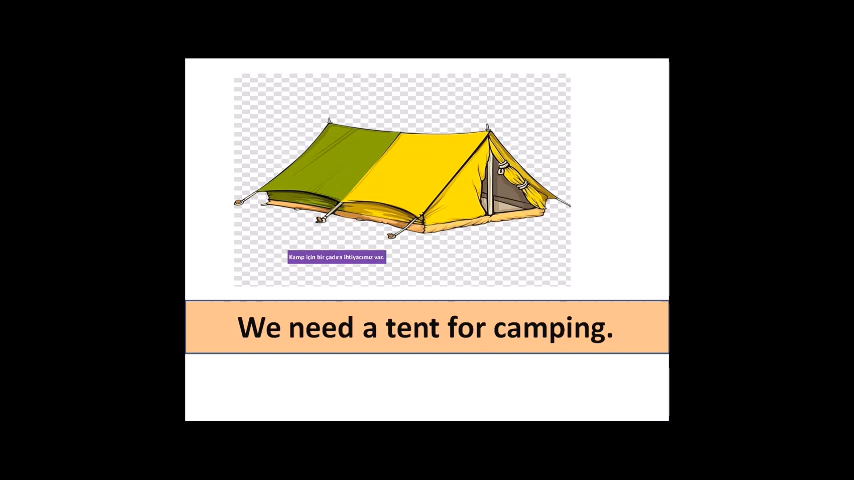 Kamp için bir çadıra ihtiyacımız var.
We need a tent for camping.